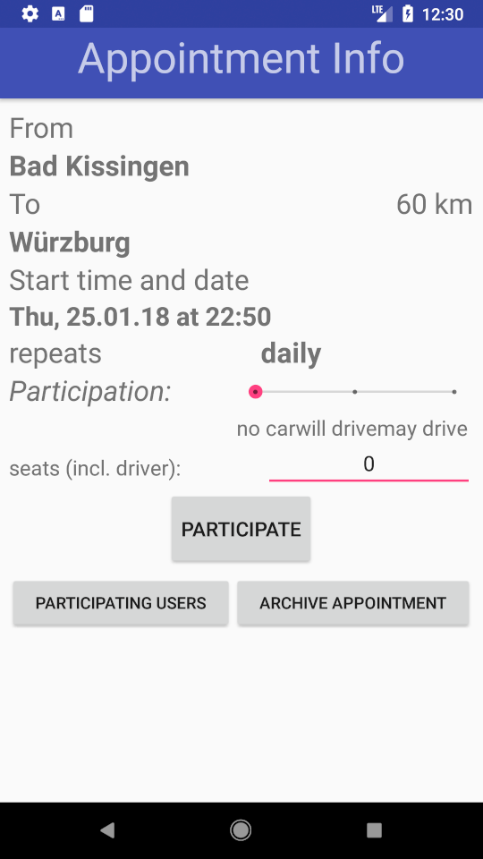 LTE 12:30
Appointment Info
From
Bad Kissingen
To 60 km
Würzburg
Start time and date
Thu, 25.01.18 at 22:50
repeats daily
Participation:
no carwill drivemay drive
seats (incl. driver): 0
PARTICIPATE
PARTICIPATING USERS ARCHIVE APPOINTMENT